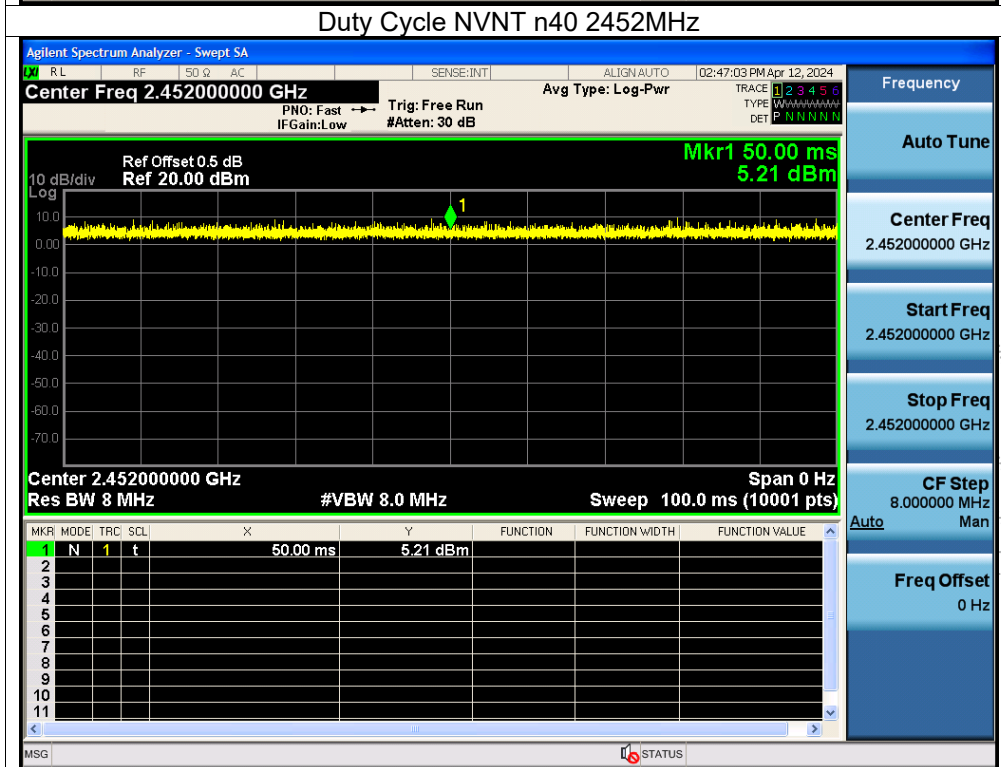 Duty Cycle NVNT n40 2452MHz
Agilent Spectrum Analyzer - Swept SA
LXI RL RF 50 Ω AC SENSE:INT ALIGN AUTO 02:47:03 PM Apr 12, 2024
Center Freq 2.452000000 GHz Avg Type: Log-Pwr TRACE 1 2 3 4 5 6
PNO: Fast Trig: Free Run TYPE WWWWWW
IFGain:Low #Atten: 30 dB DET P N N N N N
Frequency
Mkr1 50.00 ms
Ref Offset 0.5 dB
10 dB/div Ref 20.00 dBm 5.21 dBm
Log
1
10.0
0.00
-10.0
-20.0
-30.0
-40.0
-50.0
-60.0
-70.0
Center 2.452000000 GHz Span 0 Hz
Res BW 8 MHz #VBW 8.0 MHz Sweep 100.0 ms (10001 pts)
MKR MODE TRC SCL X Y FUNCTION FUNCTION WIDTH FUNCTION VALUE
1 N 1 t 50.00 ms 5.21 dBm
2
3
4
5
6
7
8
9
10
11
MSG STATUS
Auto Tune
Center Freq
2.452000000 GHz
Start Freq
2.452000000 GHz
Stop Freq
2.452000000 GHz
CF Step
8.000000 MHz
Auto Man
Freq Offset
0 Hz